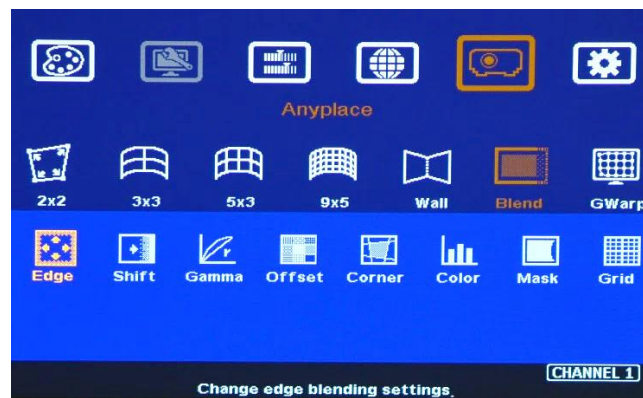 Anyplace
2x2 3x3 5x3 9x5 Wall Blend GWarp
Edge Shift Gamma Offset Corner Color Mask Grid
CHANNEL 1
Change edge blending settings.